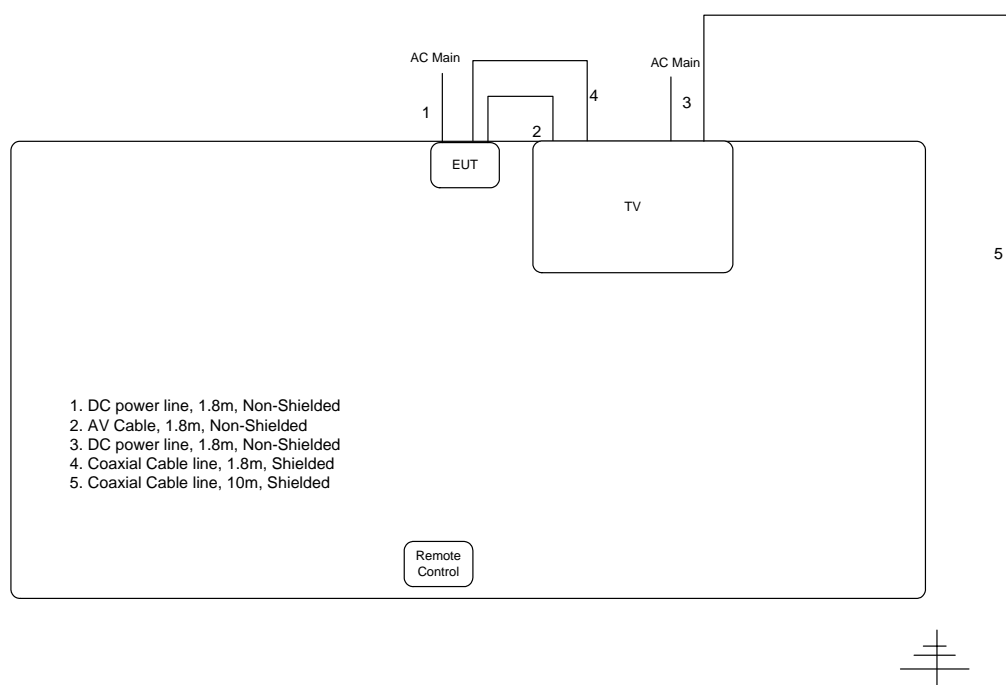 AC Main
AC Main
1
4
3
2
EUT
TV
5
1. DC power line, 1.8m, Non-Shielded
2. AV Cable, 1.8m, Non-Shielded
3. DC power line, 1.8m, Non-Shielded
4. Coaxial Cable line, 1.8m, Shielded
5. Coaxial Cable line, 10m, Shielded
Remote
Control